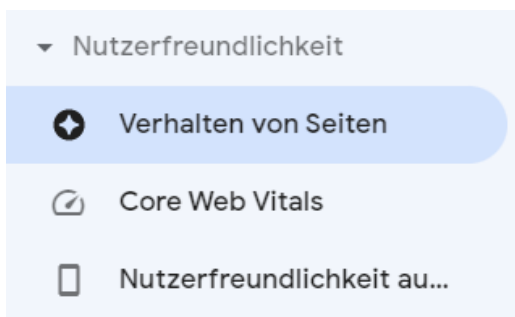 Nutzerfreundlichkeit
Verhalten von Seiten
Core Web Vitals
Nutzerfreundlichkeit au...